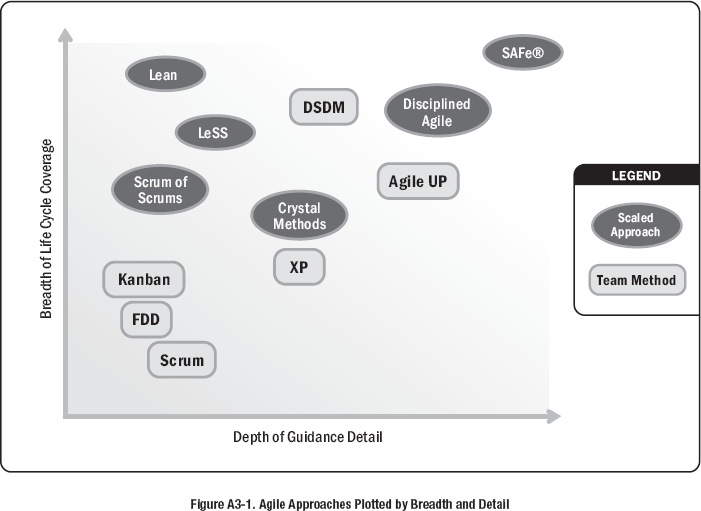 SAFe®
Lean
DSDM
Disciplined
Agile
LeSS
Scrum of
Scrums
Agile UP
Crystal
Methods
XP
Kanban
FDD
Scrum
Breadth of Life Cycle Coverage
Depth of Guidance Detail
LEGEND
Scaled
Approach
Team Method
Figure A3-1. Agile Approaches Plotted by Breadth and Detail